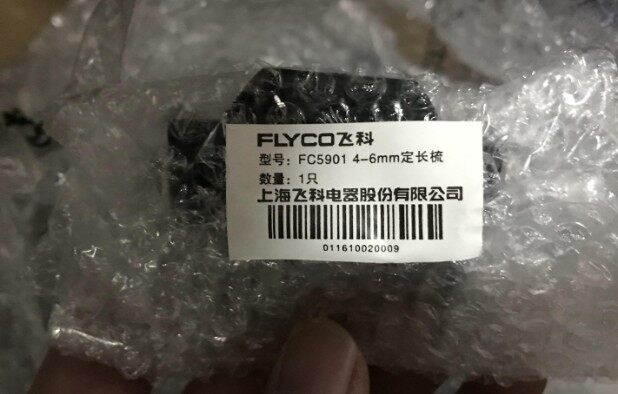 FLYCO飞科
型号: FC5901 4-6mm定长梳
数量: 1只
上海飞科电器股份有限公司
011610020009